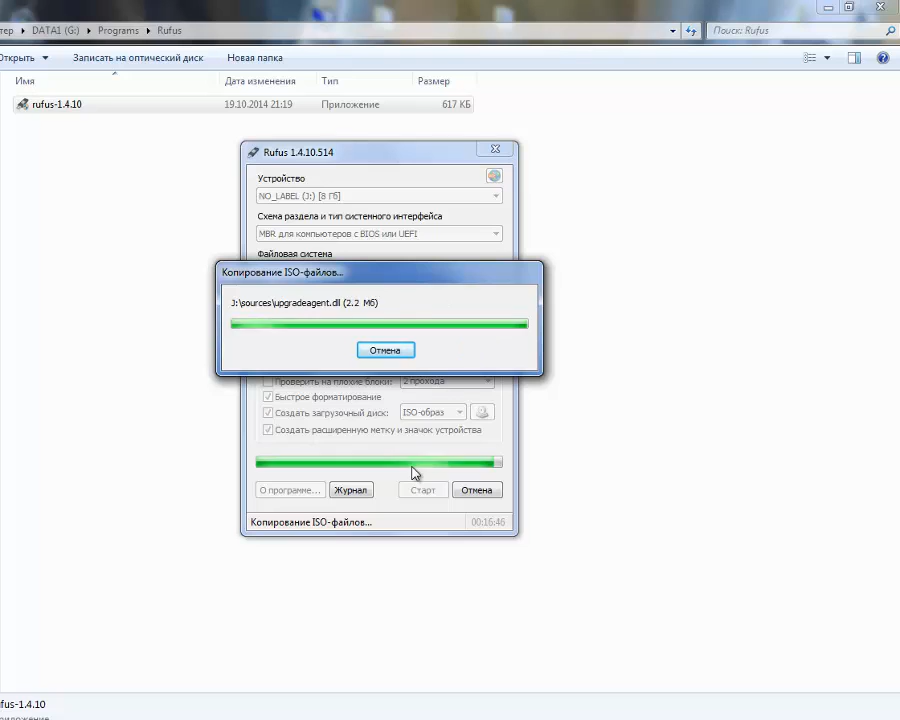 тер ▸ DATA1 (G:) ▸ Programs ▸ Rufus
Поиск: Rufus
Открыть
Записать на оптический диск
Новая папка
Имя
Дата изменения
Тип
Размер
rufus-1.4.10
19.10.2014 21:19
Приложение
617 КБ
Rufus 1.4.10.514
Устройство
NO_LABEL (J:) [8 Гб]
Схема раздела и тип системного интерфейса
MBR для компьютеров с BIOS или UEFI
Файловая система
Копирование ISO-файлов...
J:\sources\upgradeagent.dll (2.2 Мб)
Отмена
Проверить на плохие блоки:
2 прохода
Быстрое форматирование
Создать загрузочный диск:
ISO-образ
Создать расширенную метку и значок устройства
О программе...
Журнал
Старт
Отмена
Копирование ISO-файлов...
00:16:46
fus-1.4.10
приложение